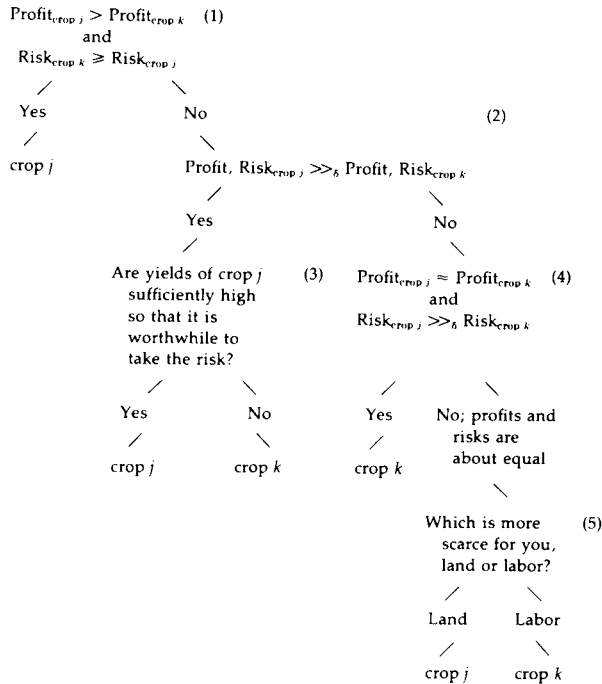 Profit_crop j > Profit_crop k (1)
and
Risk_crop k ⩾ Risk_crop j
Yes No
(2)
crop j Profit, Risk_crop j >>_δ Profit, Risk_crop k
Yes No
Are yields of crop j (3) Profit_crop j ≈ Profit_crop k (4)
sufficiently high and
so that it is Risk_crop j >>_δ Risk_crop k
worthwhile to
take the risk?
Yes No Yes No; profits and
risks are
crop j crop k crop k about equal
Which is more (5)
scarce for you,
land or labor?
Land Labor
crop j crop k